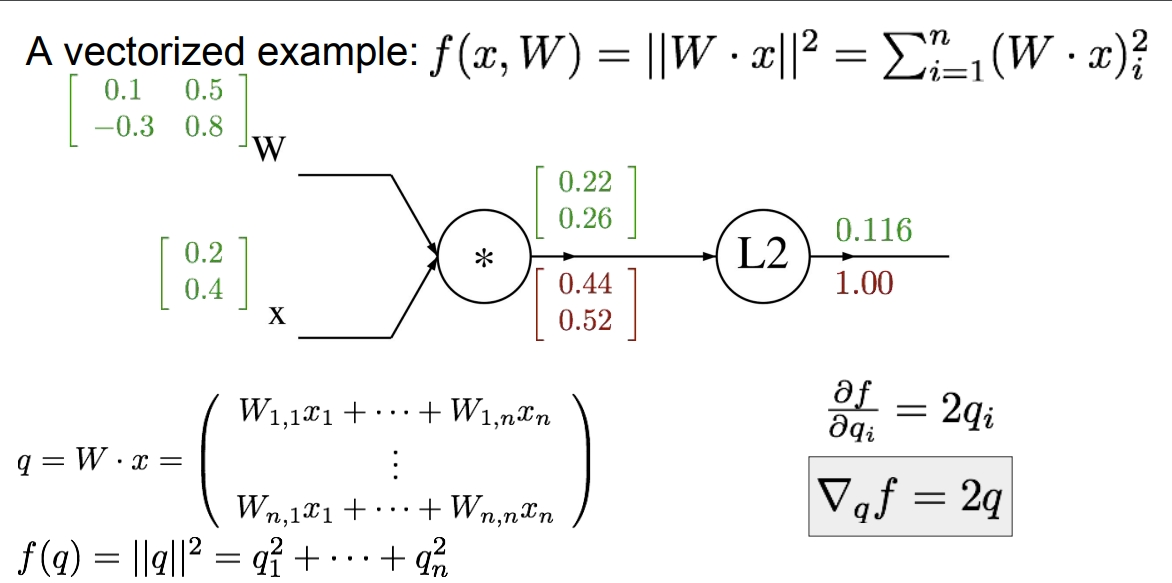 A vectorized example: f(x, W) = ||W · x||² = ∑ⁿᵢ₌₁(W · x)²ᵢ
[ 0.1 0.5
−0.3 0.8 ] W
[ 0.22
0.26 ]
[ 0.2
0.4 ] x
*
L2
0.116
1.00
[ 0.44
0.52 ]
q = W · x = ( W₁,₁x₁ + ··· + W₁,ₙxₙ
⋮
Wₙ,₁x₁ + ··· + Wₙ,ₙxₙ )
f(q) = ||q||² = q₁² + ··· + qₙ²
∂f/∂qᵢ = 2qᵢ
∇_q f = 2q